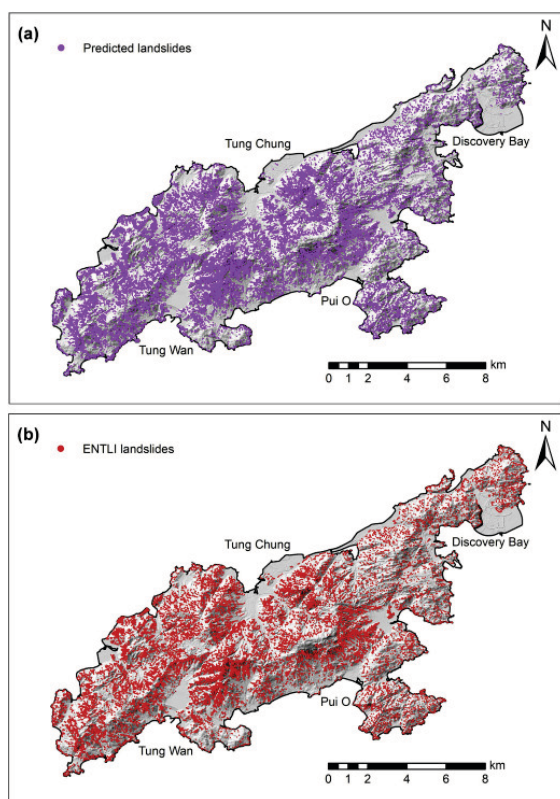 (a)
Predicted landslides
N
Tung Chung
Discovery Bay
Pui O
Tung Wan
km
0 1 2 4 6 8
(b)
ENTLI landslides
N
Tung Chung
Discovery Bay
Pui O
Tung Wan
km
0 1 2 4 6 8